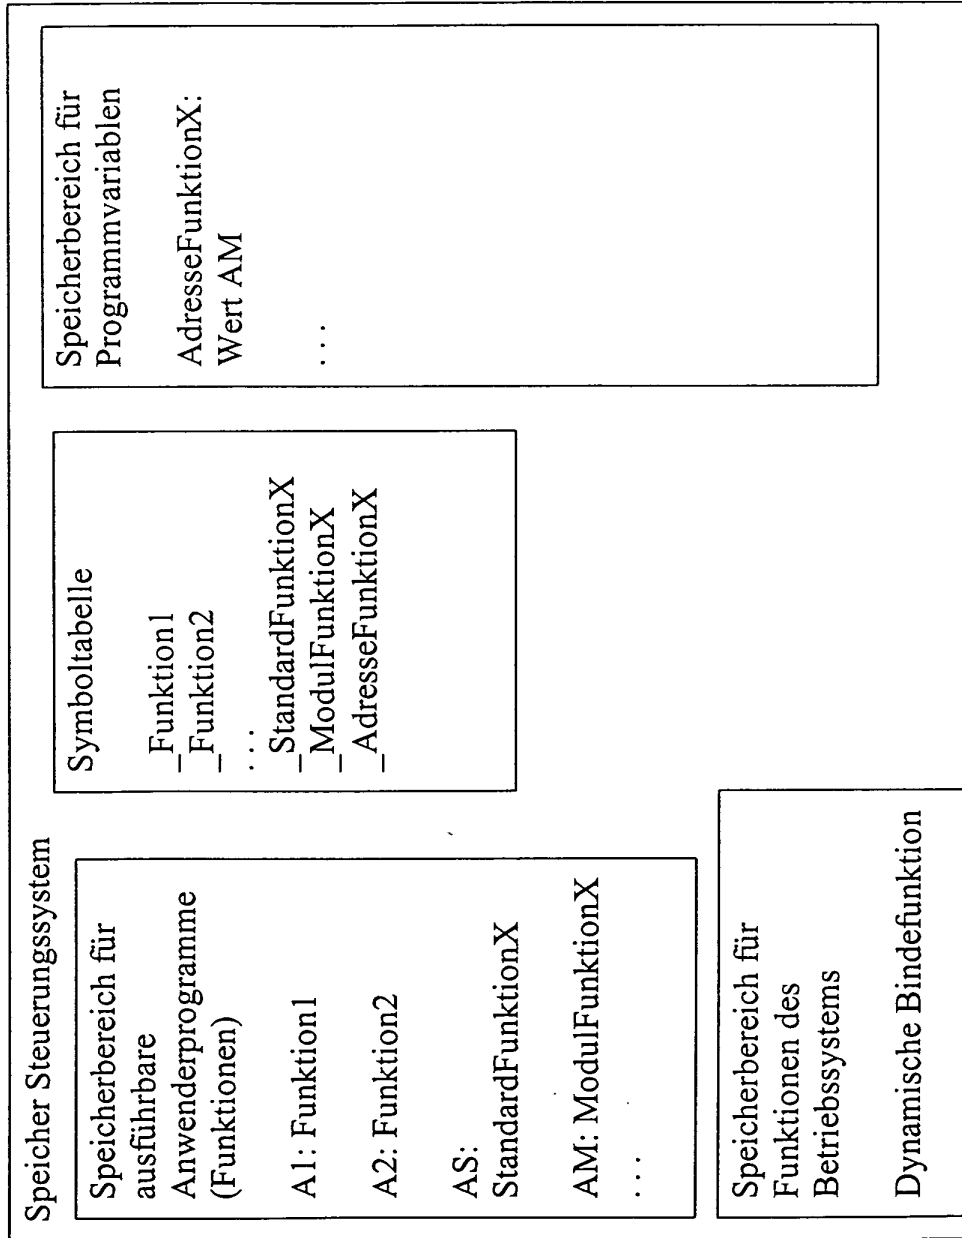 Speicher Steuerungssystem
Speicherbereich für
ausführbare
Anwenderprogramme
(Funktionen)
A1: Funktion1
A2: Funktion2
AS:
StandardFunktionX
AM: ModulFunktionX
...
Symboltabelle
_Funktion1
_Funktion2
...
_StandardFunktionX
_ModulFunktionX
_AdresseFunktionX
Speicherbereich für
Programmvariablen
AdresseFunktionX:
Wert AM
...
Speicherbereich für
Funktionen des
Betriebssystems
Dynamische Bindefunktion